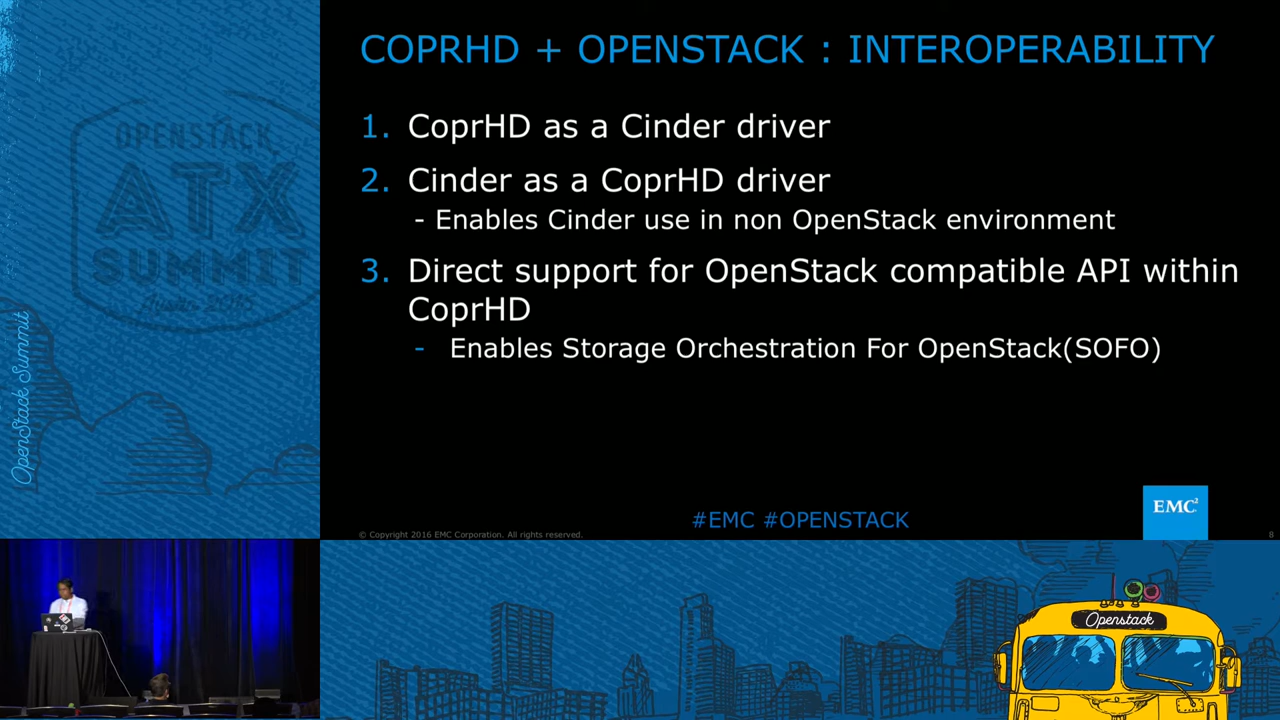 COPRHD + OPENSTACK : INTEROPERABILITY
1. CoprHD as a Cinder driver
2. Cinder as a CoprHD driver
- Enables Cinder use in non OpenStack environment
3. Direct support for OpenStack compatible API within
CoprHD
- Enables Storage Orchestration For OpenStack(SOFO)
#EMC #OPENSTACK
© Copyright 2016 EMC Corporation. All rights reserved.
EMC²
8
OPENSTACK
ATX
SUMMIT
Austin 2016
OpenStack Summit
Openstack